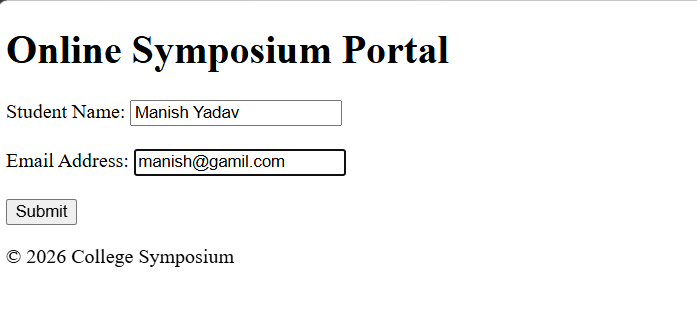 Online Symposium Portal
Student Name: Manish Yadav
Email Address: manish@gamil.com
Submit
© 2026 College Symposium